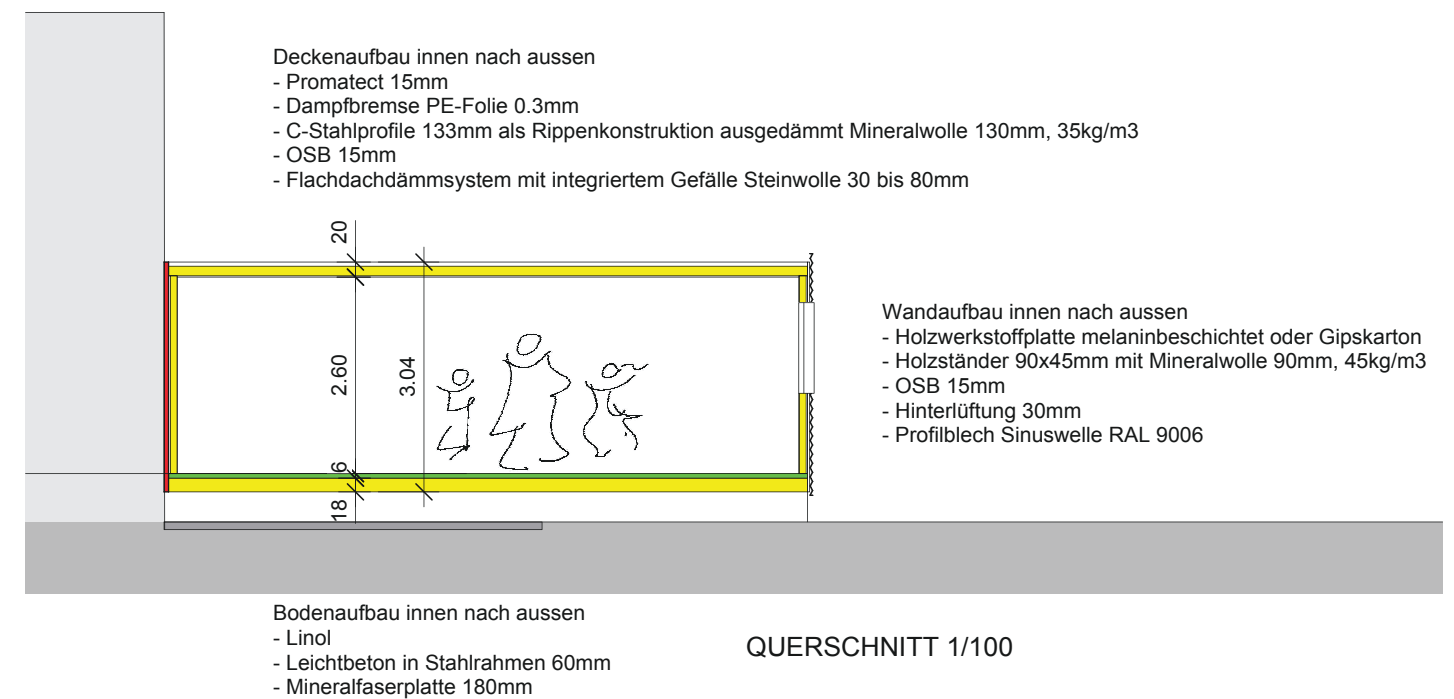 Deckenaufbau innen nach aussen
- Promatect 15mm
- Dampfbremse PE-Folie 0.3mm
- C-Stahlprofile 133mm als Rippenkonstruktion ausgedämmt Mineralwolle 130mm, 35kg/m3
- OSB 15mm
- Flachdachdämmsystem mit integriertem Gefälle Steinwolle 30 bis 80mm
20
2.60
3.04
6
18
Wandaufbau innen nach aussen
- Holzwerkstoffplatte melaninbeschichtet oder Gipskarton
- Holzständer 90x45mm mit Mineralwolle 90mm, 45kg/m3
- OSB 15mm
- Hinterlüftung 30mm
- Profilblech Sinuswelle RAL 9006
Bodenaufbau innen nach aussen
- Linol
- Leichtbeton in Stahlrahmen 60mm
- Mineralfaserplatte 180mm
QUERSCHNITT 1/100